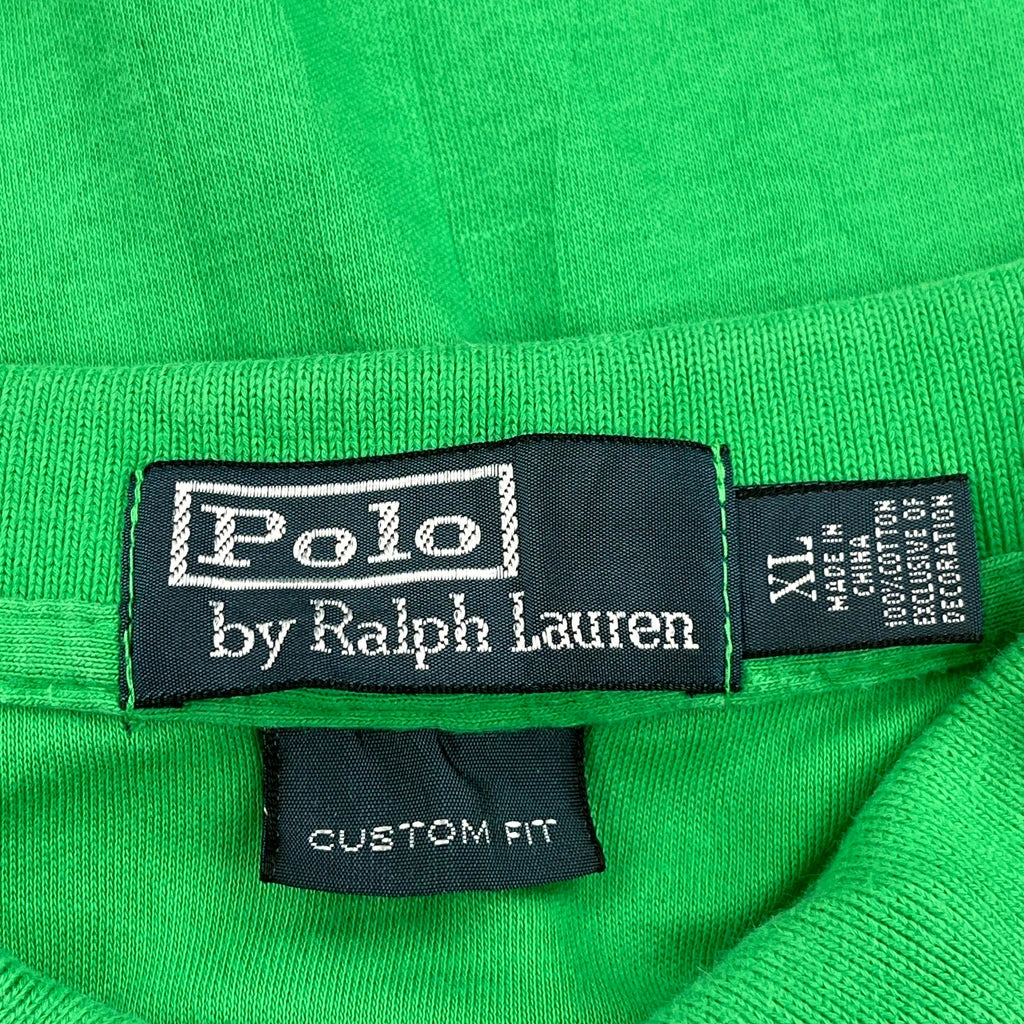 Polo
by Ralph Lauren
XL
MADE IN
CHINA
100%COTTON
EXCLUSIVE OF
DECORATION
CUSTOM FIT